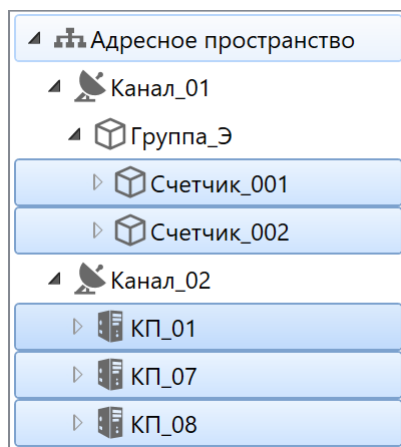 Адресное пространство
Канал_01
Группа_Э
Счетчик_001
Счетчик_002
Канал_02
КП_01
КП_07
КП_08